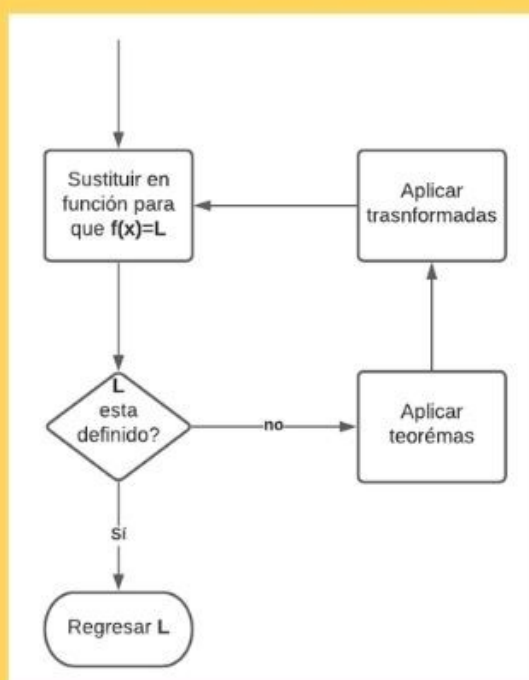 Sustituir en
función para
que f(x)=L
L
esta
definido?
no
Aplicar
teorémas
Aplicar
trasnformadas
Sí
Regresar L